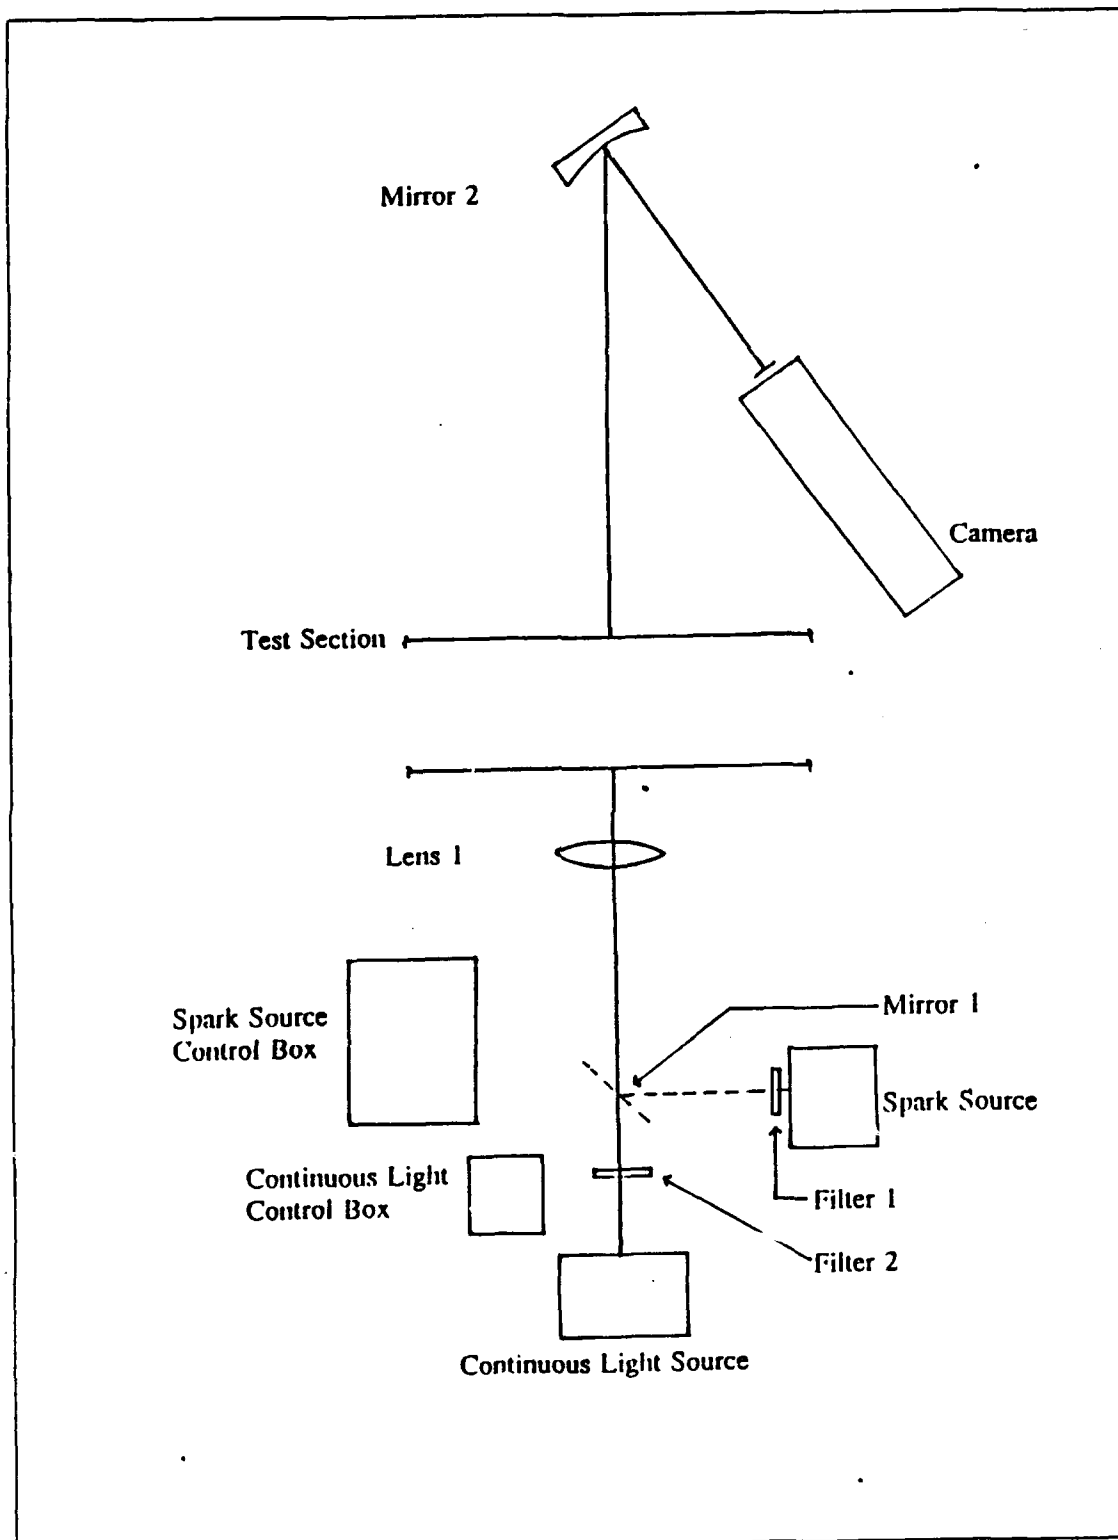 Mirror 2
Camera
Test Section
Lens 1
Mirror 1
Spark Source
Control Box
Spark Source
Continuous Light
Control Box
Filter 1
Filter 2
Continuous Light Source